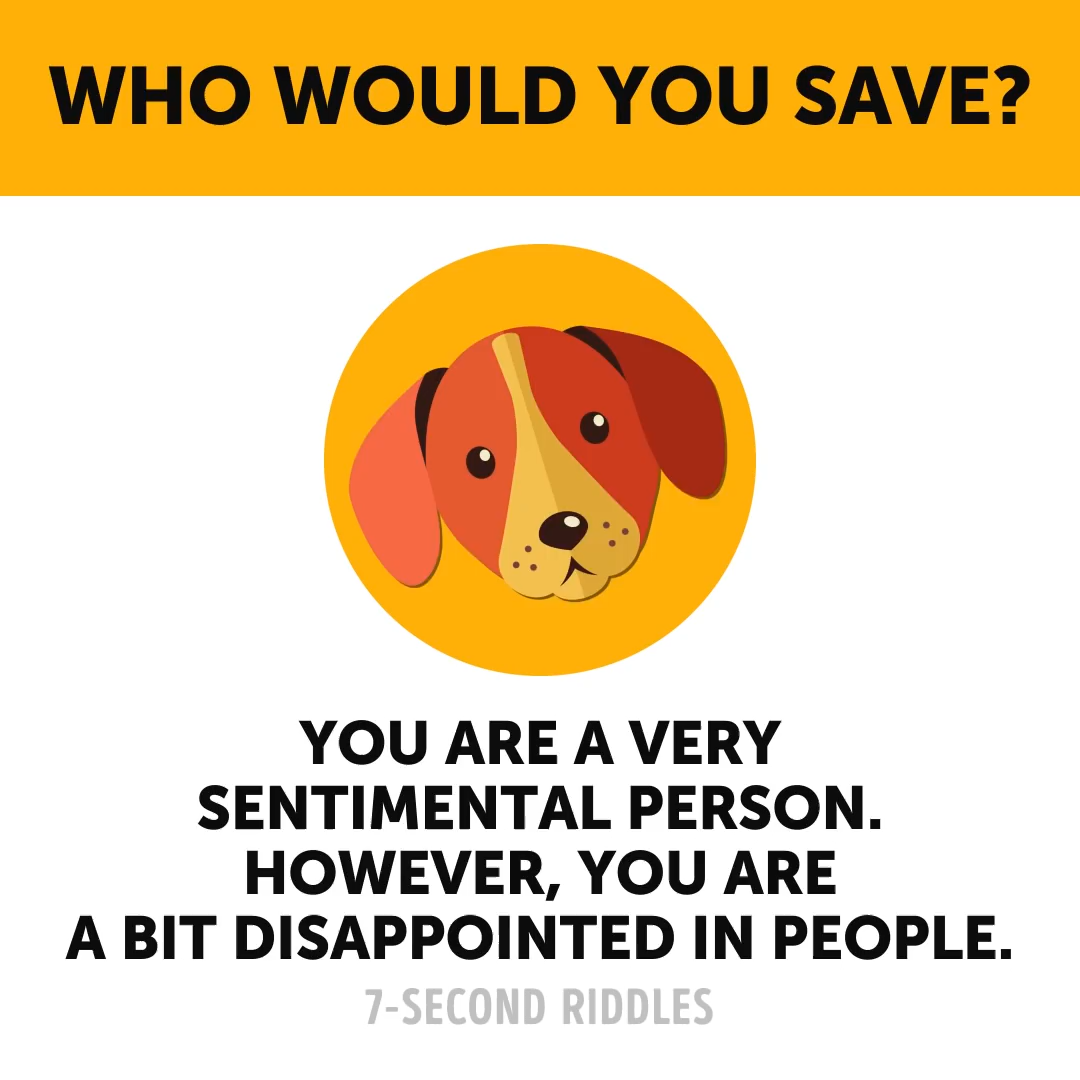 WHO WOULD YOU SAVE?
YOU ARE A VERY
SENTIMENTAL PERSON.
HOWEVER, YOU ARE
A BIT DISAPPOINTED IN PEOPLE.
7-SECOND RIDDLES